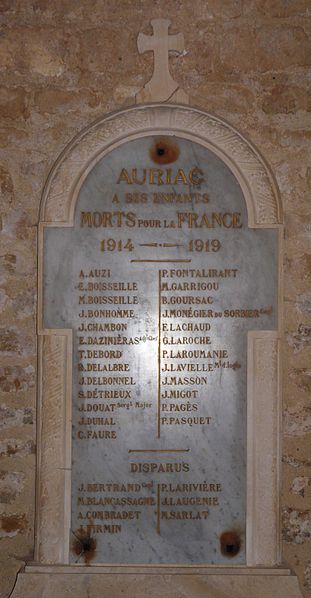 AURIAC
A SES ENFANTS
MORTS POUR LA FRANCE
1914 - 1919
A. AUZI
E. BOISSEILLE
M. BOISSEILLE
J. BONHOMME
J. CHAMBON
E. DAZINIÈRAS
T. DEBORD
R. DELALBRE
J. DELBONNEL
S. DÉTRIEUX
J. DOUAT Sergt Major
J. DUHAL
C. FAURE
P. FONTALIRANT
M. GARRIGOU
B. GOURSAC
J. MONÉGIER DU SORBIER
F. LACHAUD
G. LAROCHE
P. LAROUMANIE
J. LAVIELLE
J. MASSON
J. MIGOT
R. PAGÈS
P. PASQUET
DISPARUS
J. BERTRAND
M. BLANCASSAGNE
A. COMBRADET
J. FIRMIN
P. LARIVIÈRE
J. LAUGENIE
M. SARLAT